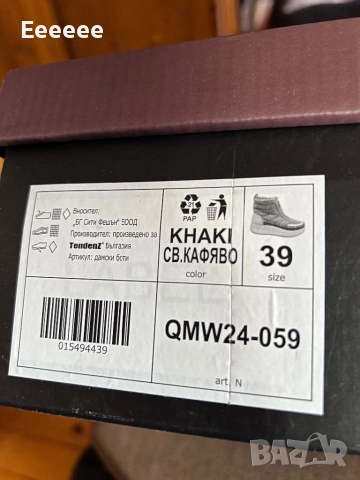 Eeeeee
Вносител:
„БГ Сити Фешън" ЕООД
Производител: произведено за
TendenZ България
Артикул: дамски боти
21
PAP
KHAKI
СВ.КАФЯВО
color
39
size
015494439
QMW24-059
art. N
BAZAR